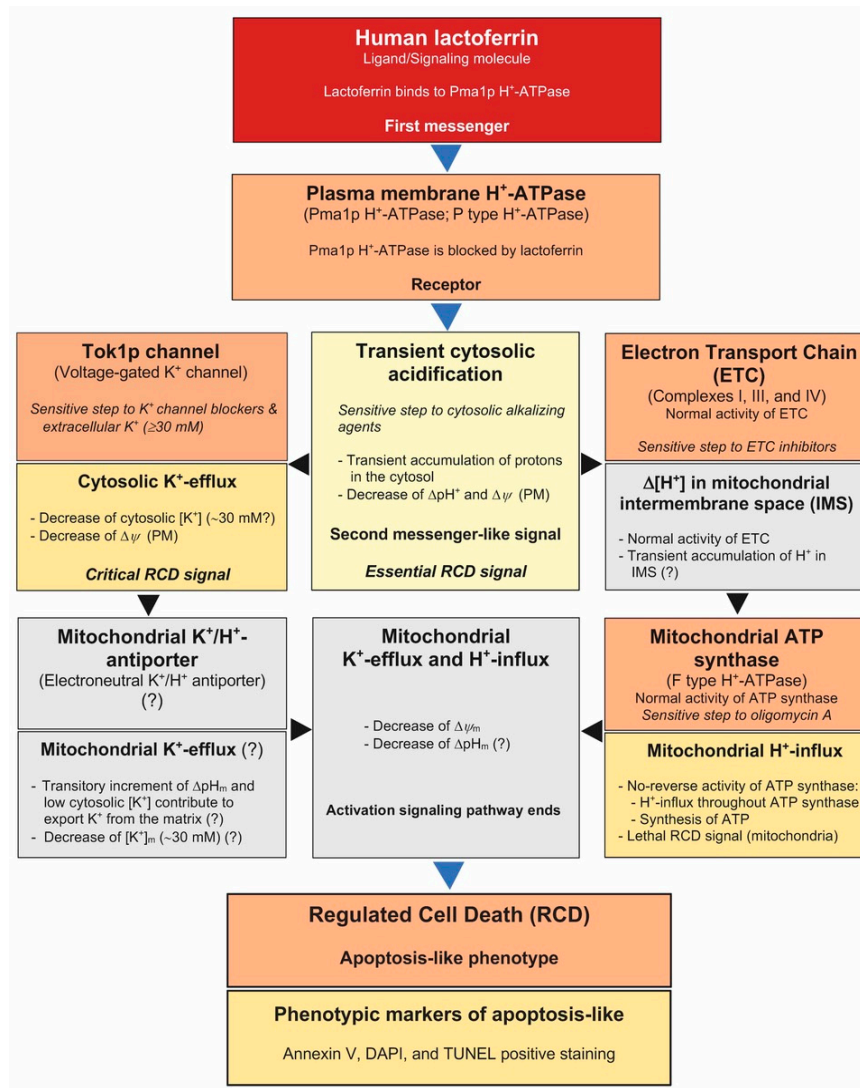 Human lactoferrin
Ligand/Signaling molecule
Lactoferrin binds to Pma1p H⁺-ATPase
First messenger
Plasma membrane H⁺-ATPase
(Pma1p H⁺-ATPase; P type H⁺-ATPase)
Pma1p H⁺-ATPase is blocked by lactoferrin
Receptor
Tok1p channel
(Voltage-gated K⁺ channel)
Sensitive step to K⁺ channel blockers &
extracellular K⁺ (≥30 mM)
Cytosolic K⁺-efflux
- Decrease of cytosolic [K⁺] (~30 mM?)
- Decrease of Δψ (PM)
Critical RCD signal
Transient cytosolic
acidification
Sensitive step to cytosolic alkalizing
agents
- Transient accumulation of protons
in the cytosol
- Decrease of ΔpH⁺ and Δψ (PM)
Second messenger-like signal
Essential RCD signal
Electron Transport Chain
(ETC)
(Complexes I, III, and IV)
Normal activity of ETC
Sensitive step to ETC inhibitors
Δ[H⁺] in mitochondrial
intermembrane space (IMS)
- Normal activity of ETC
- Transient accumulation of H⁺ in
IMS (?)
Mitochondrial K⁺/H⁺-
antiporter
(Electroneutral K⁺/H⁺ antiporter)
(?)
Mitochondrial K⁺-efflux (?)
- Transitory increment of ΔpHₘ and
low cytosolic [K⁺] contribute to
export K⁺ from the matrix (?)
- Decrease of [K⁺]ₘ (~30 mM) (?)
Mitochondrial
K⁺-efflux and H⁺-influx
- Decrease of Δψₘ
- Decrease of ΔpHₘ (?)
Activation signaling pathway ends
Mitochondrial ATP
synthase
(F type H⁺-ATPase)
Normal activity of ATP synthase
Sensitive step to oligomycin A
Mitochondrial H⁺-influx
- No-reverse activity of ATP synthase:
- H⁺-influx throughout ATP synthase
- Synthesis of ATP
- Lethal RCD signal (mitochondria)
Regulated Cell Death (RCD)
Apoptosis-like phenotype
Phenotypic markers of apoptosis-like
Annexin V, DAPI, and TUNEL positive staining